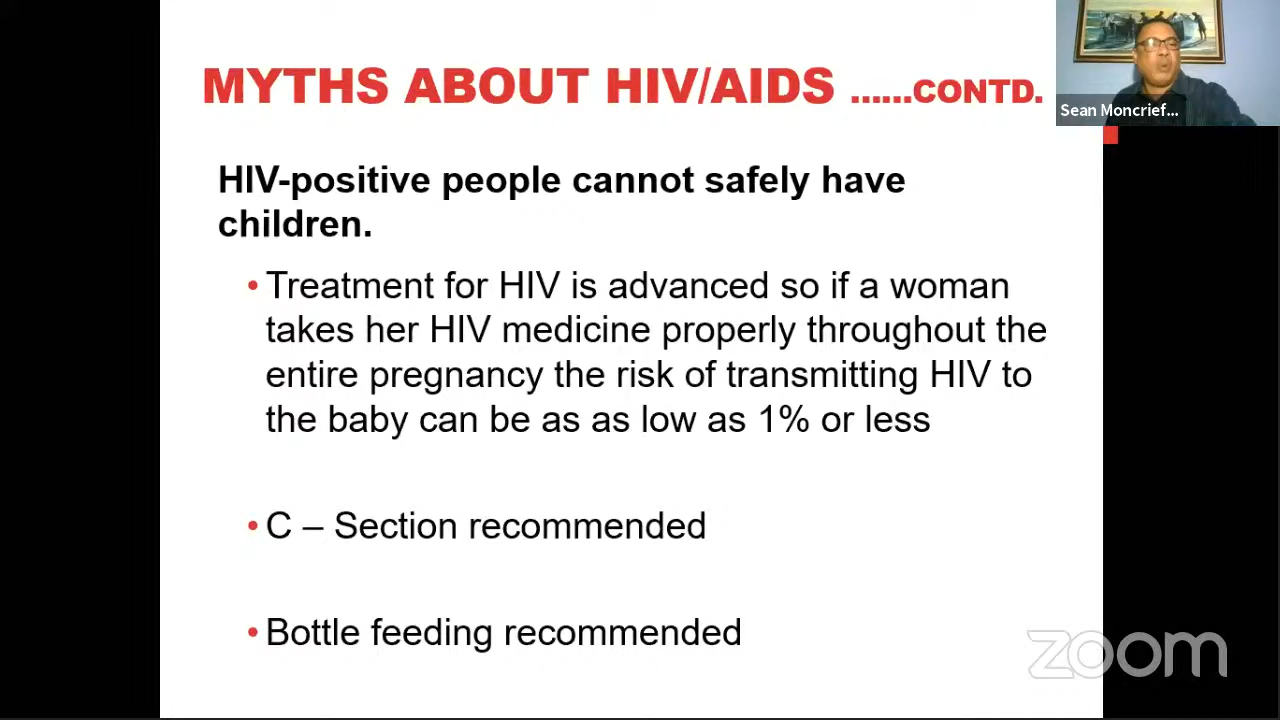 MYTHS ABOUT HIV/AIDS ......CONTD.
Sean Moncrief...
HIV-positive people cannot safely have
children.
• Treatment for HIV is advanced so if a woman
takes her HIV medicine properly throughout the
entire pregnancy the risk of transmitting HIV to
the baby can be as as low as 1% or less
• C – Section recommended
• Bottle feeding recommended
zoom